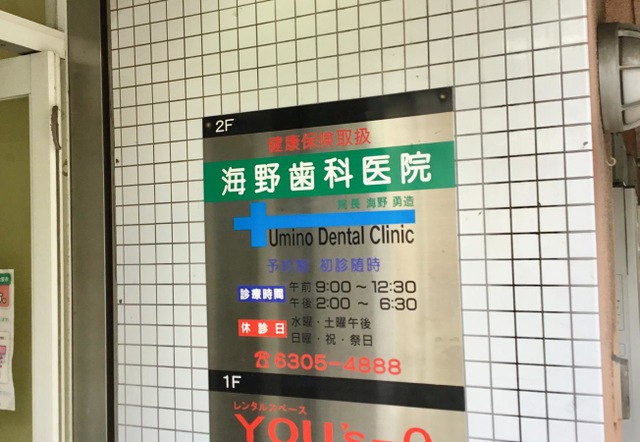 2F
健康保険取扱
海野歯科医院
院長 海野 勇造
Umino Dental Clinic
予約制 初診随時
診療時間 午前 9:00～12:30
午後 2:00～ 6:30
休診日 水曜・土曜午後
日曜・祝・祭日
☎6305-4888
1F
レンタルスペース
YOU's-